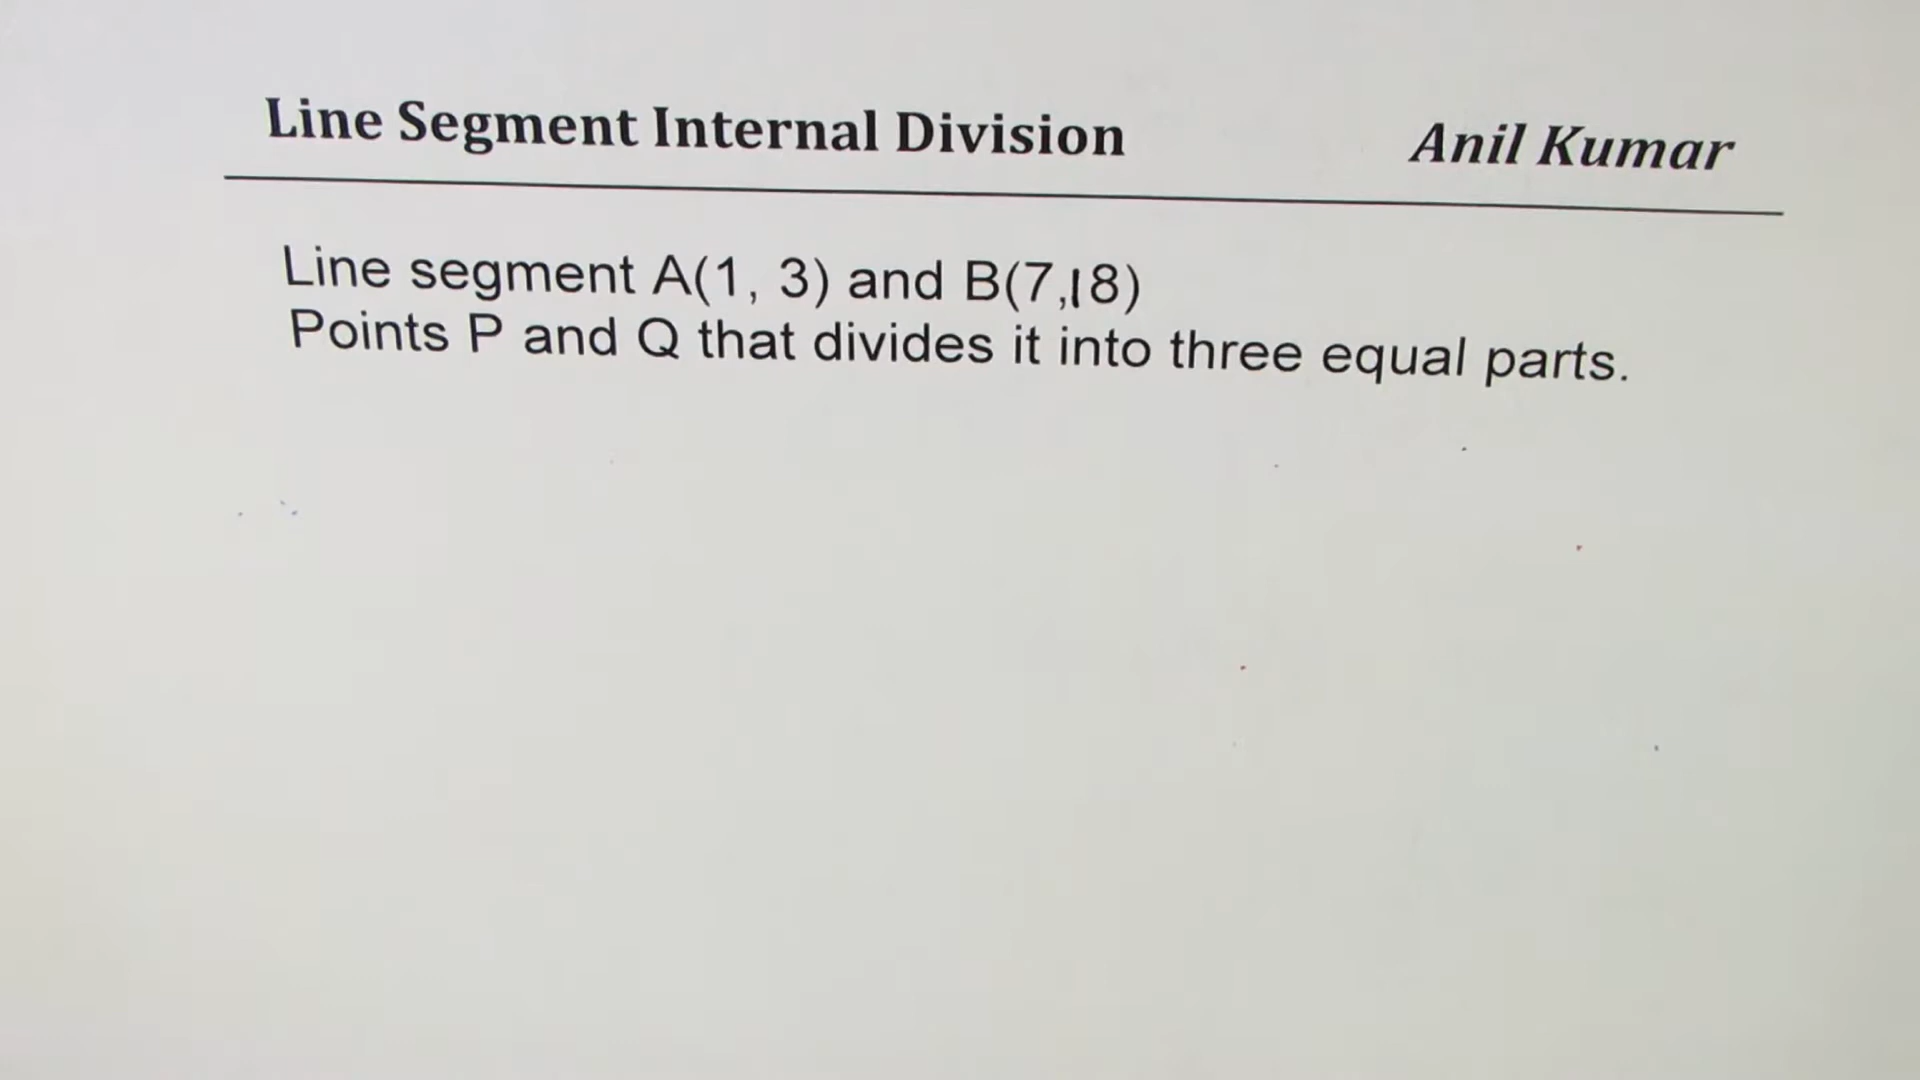 Line Segment Internal Division Anil Kumar
Line segment A(1, 3) and B(7,18)
Points P and Q that divides it into three equal parts.